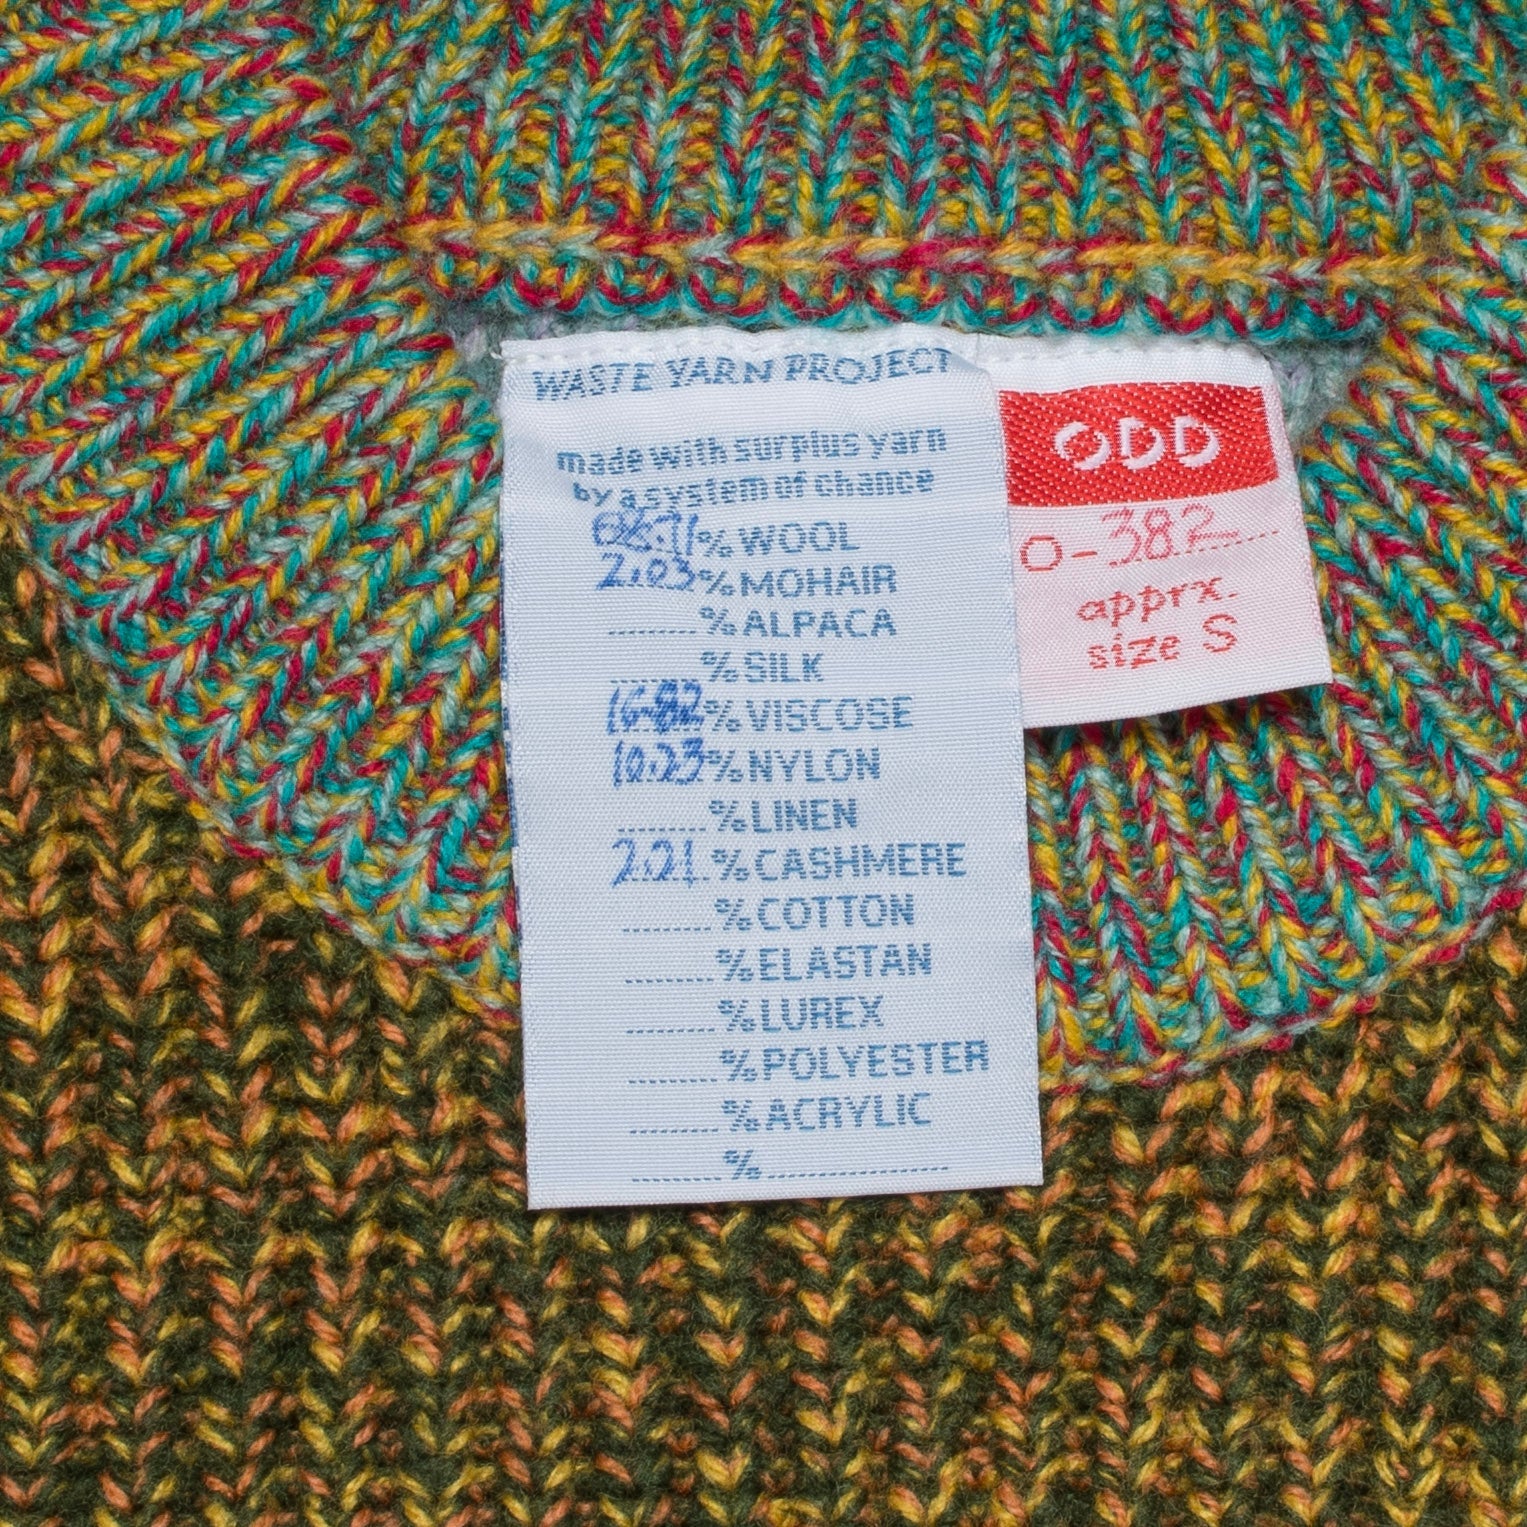 WASTE YARN PROJECT
made with surplus yarn
by a system of chance
68.71% WOOL
2.03% MOHAIR
........% ALPACA
........% SILK
16.82% VISCOSE
10.23% NYLON
........% LINEN
2.21% CASHMERE
........% COTTON
........% ELASTAN
........% LUREX
........% POLYESTER
........% ACRYLIC
........% ................
ODD
O-382
apprx.
size S